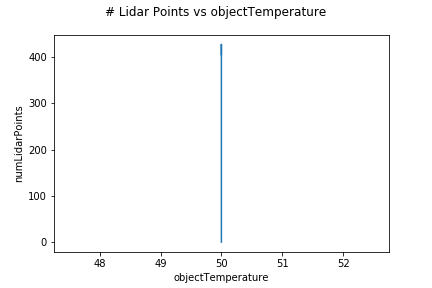 # Lidar Points vs objectTemperature
400
300
200
100
0
numLidarPoints
48 49 50 51 52
objectTemperature